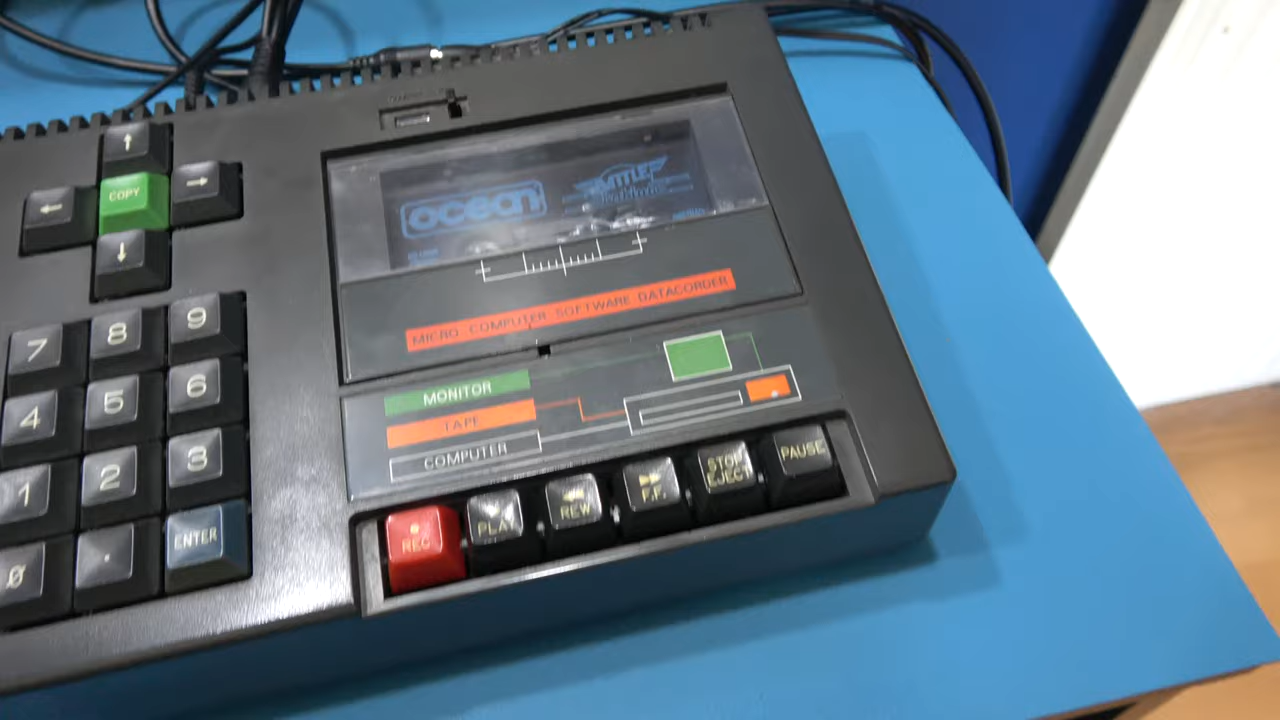 ↑
← COPY →
↓
7 8 9
4 5 6
1 2 3
0 . ENTER
ocean
MICRO COMPUTER SOFTWARE DATACORDER
MONITOR
TAPE
COMPUTER
REC
PLAY
◀◀ REW
▶▶ F.F.
STOP EJECT
PAUSE